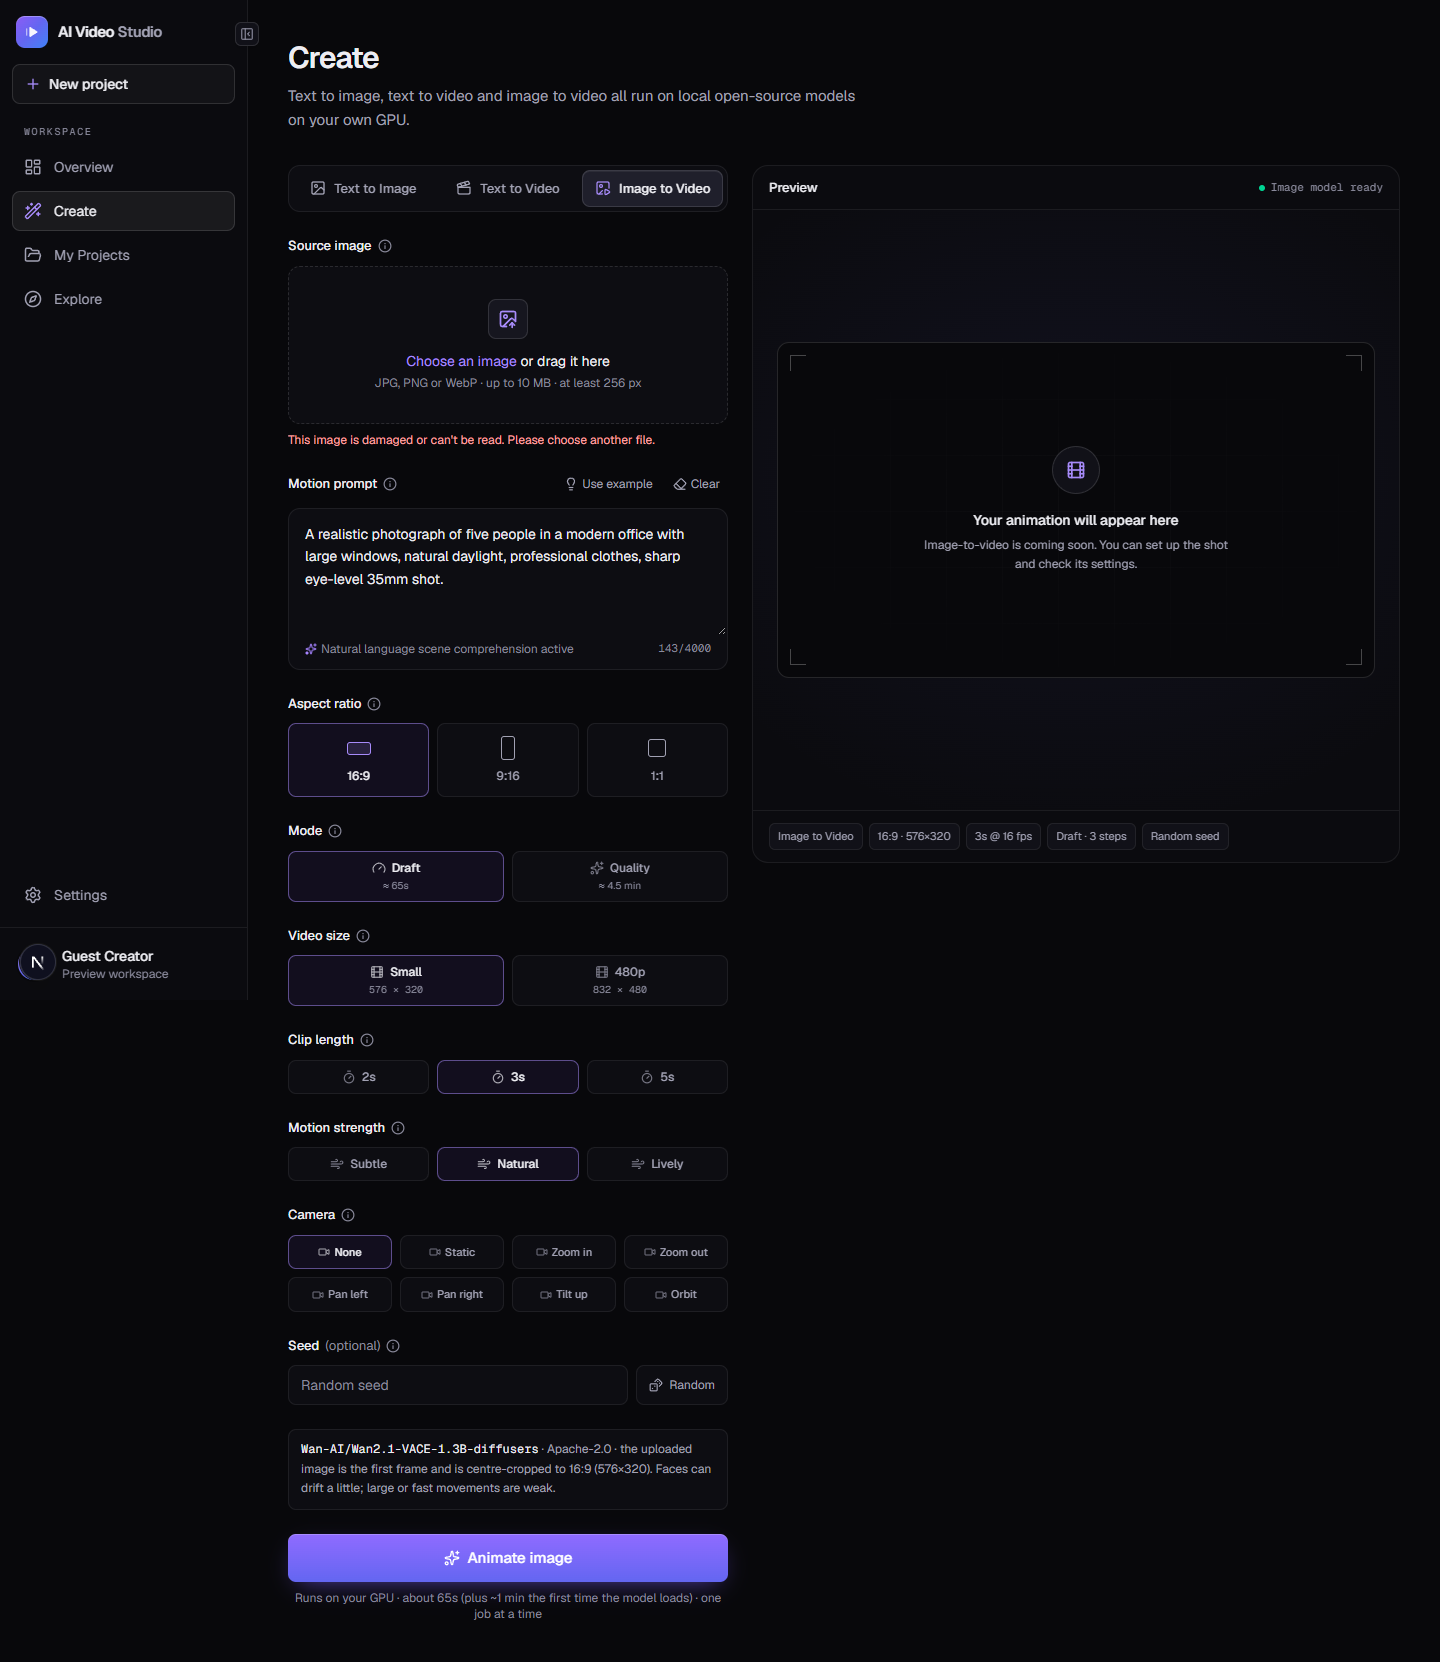 AI Video Studio
New project
WORKSPACE
Overview
Create
My Projects
Explore
Settings
Guest Creator
Preview workspace
Create
Text to image, text to video and image to video all run on local open-source models
on your own GPU.
Text to Image
Text to Video
Image to Video
Source image
Choose an image or drag it here
JPG, PNG or WebP · up to 10 MB · at least 256 px
This image is damaged or can't be read. Please choose another file.
Motion prompt
Use example
Clear
A realistic photograph of five people in a modern office with
large windows, natural daylight, professional clothes, sharp
eye-level 35mm shot.
Natural language scene comprehension active
143/4000
Aspect ratio
16:9
9:16
1:1
Mode
Draft
≈ 65s
Quality
≈ 4.5 min
Video size
Small
576 × 320
480p
832 × 480
Clip length
2s
3s
5s
Motion strength
Subtle
Natural
Lively
Camera
None
Static
Zoom in
Zoom out
Pan left
Pan right
Tilt up
Orbit
Seed (optional)
Random seed
Random
Wan-AI/Wan2.1-VACE-1.3B-diffusers · Apache-2.0 · the uploaded
image is the first frame and is centre-cropped to 16:9 (576×320). Faces can
drift a little; large or fast movements are weak.
Animate image
Runs on your GPU · about 65s (plus ~1 min the first time the model loads) · one
job at a time
Preview
Image model ready
Your animation will appear here
Image-to-video is coming soon. You can set up the shot
and check its settings.
Image to Video
16:9 · 576×320
3s @ 16 fps
Draft · 3 steps
Random seed